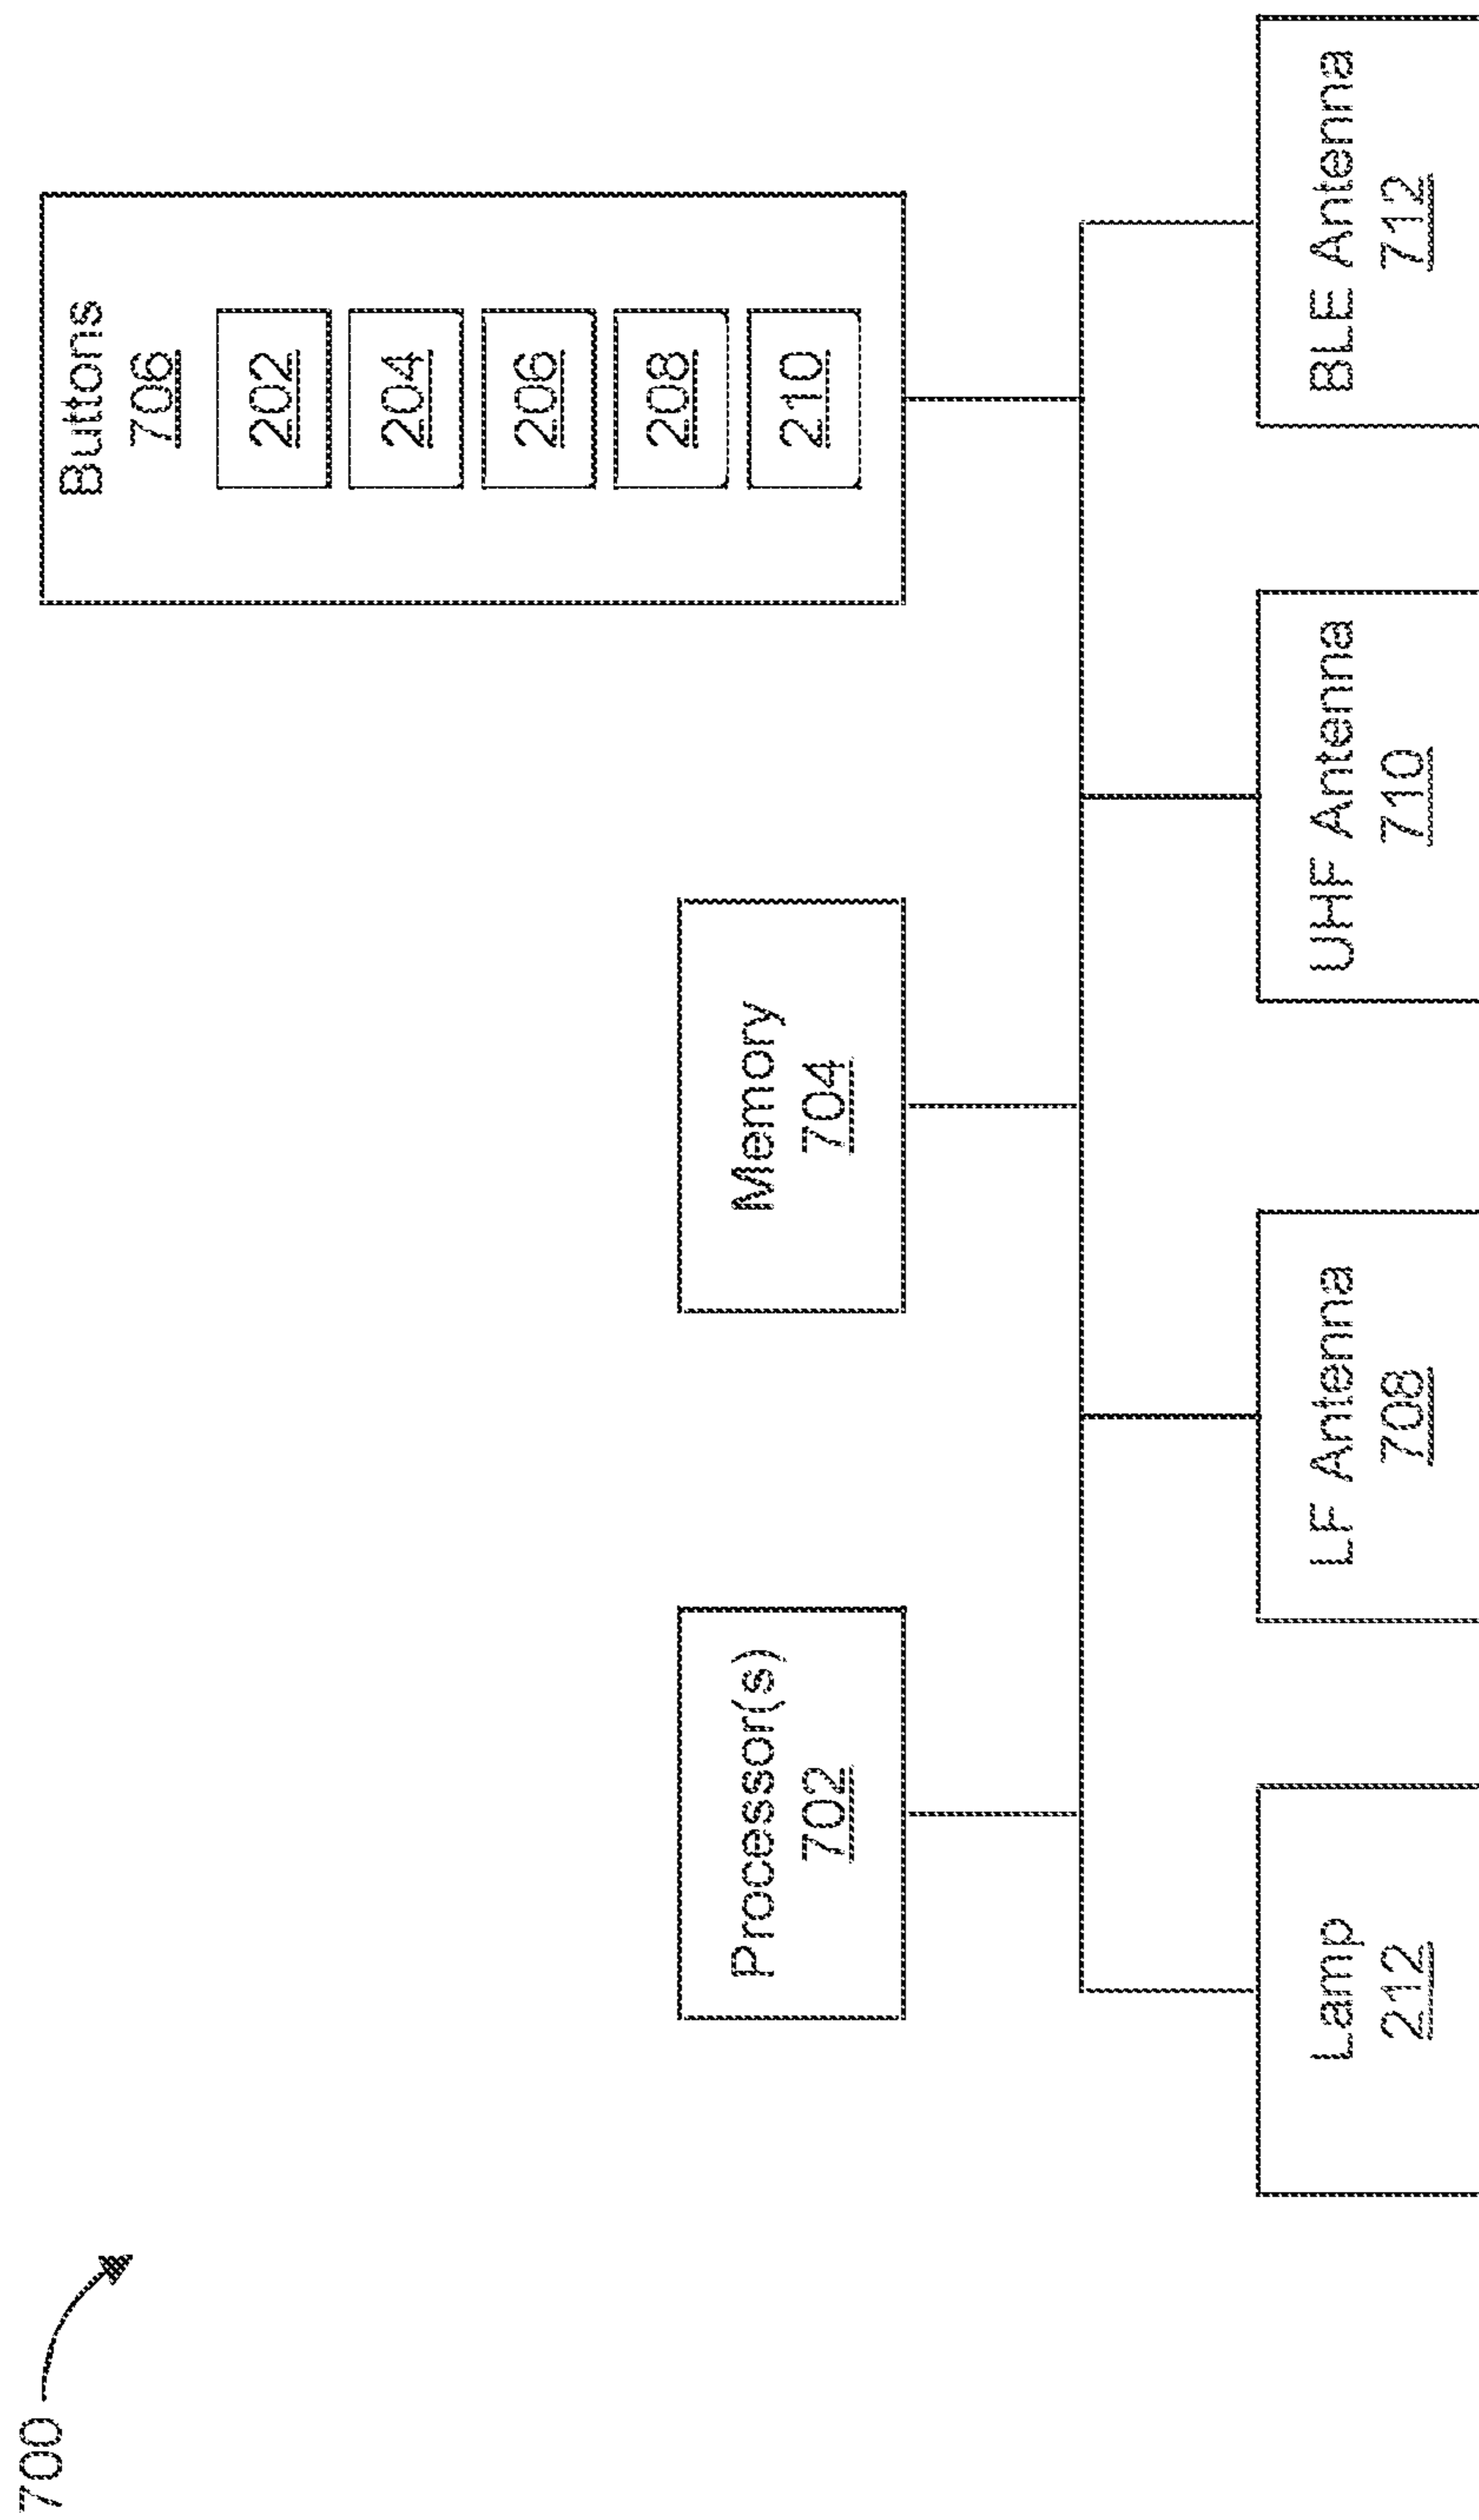 700
Buttons
706
202
204
206
208
210
Processor(s)
702
Memory
704
Lamp
212
LF Antenna
708
UHF Antenna
710
BLE Antenna
712